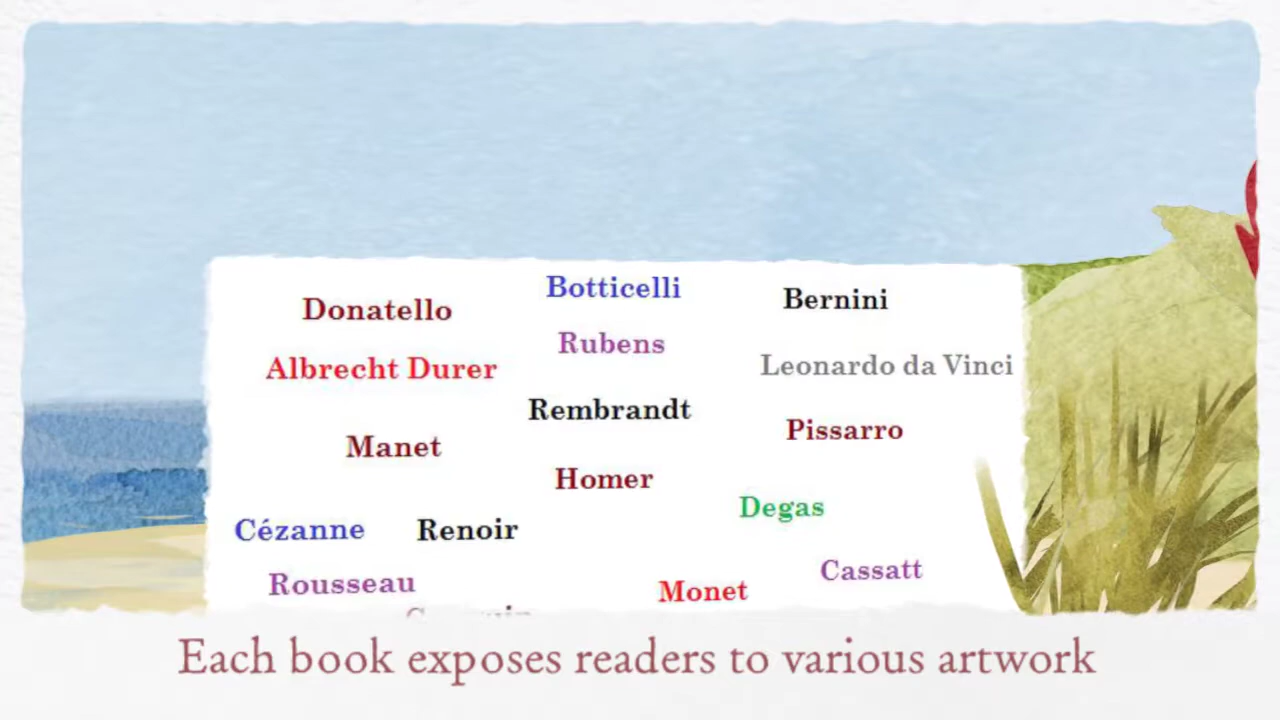 Botticelli
Bernini
Donatello
Rubens
Albrecht Durer
Leonardo da Vinci
Rembrandt
Pissarro
Manet
Homer
Degas
Cézanne
Renoir
Cassatt
Rousseau
Monet
Each book exposes readers to various artwork